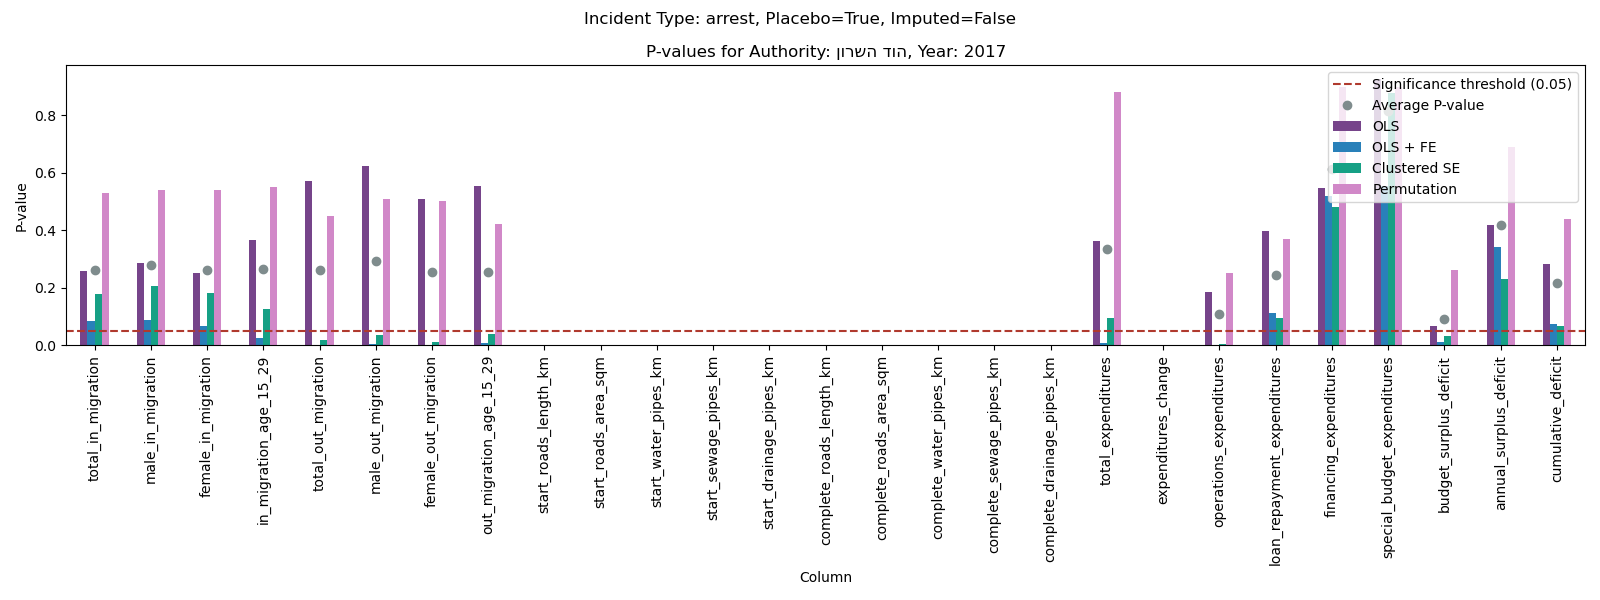 Incident Type: arrest, Placebo=True, Imputed=False
P-values for Authority: הוד השרון, Year: 2017
Significance threshold (0.05)
Average P-value
OLS
OLS + FE
Clustered SE
Permutation
P-value
0.8
0.6
0.4
0.2
0.0
total_in_migration
male_in_migration
female_in_migration
in_migration_age_15_29
total_out_migration
male_out_migration
female_out_migration
out_migration_age_15_29
start_roads_length_km
start_roads_area_sqm
start_water_pipes_km
start_sewage_pipes_km
start_drainage_pipes_km
complete_roads_length_km
complete_roads_area_sqm
complete_water_pipes_km
complete_sewage_pipes_km
complete_drainage_pipes_km
total_expenditures
expenditures_change
operations_expenditures
loan_repayment_expenditures
financing_expenditures
special_budget_expenditures
budget_surplus_deficit
annual_surplus_deficit
cumulative_deficit
Column